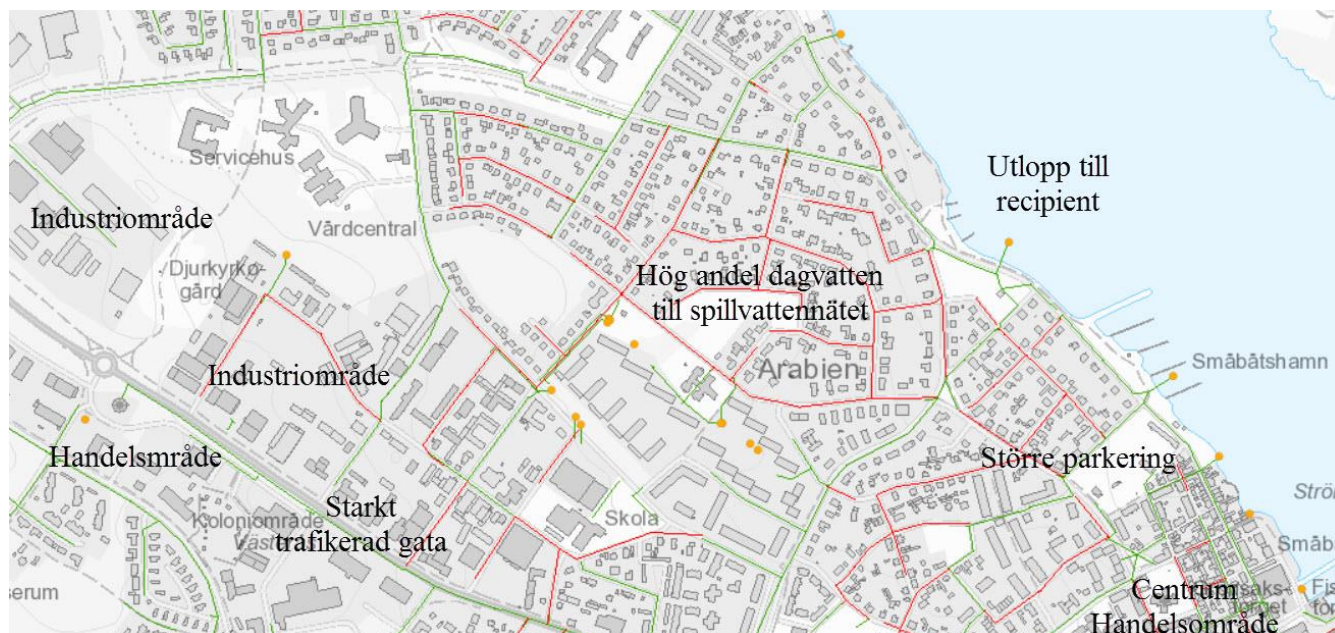 Servicehus
Industriområde
Vårdcentral
Djurkyrko-
gård
Industriområde
Handelsmråde
Koloniområde
Starkt
trafikerad gata
Skola
Utlopp till
recipient
Hög andel dagvatten
till spillvattennätet
Arabien
Småbåtshamn
Större parkering
Centrum
Handelsområde